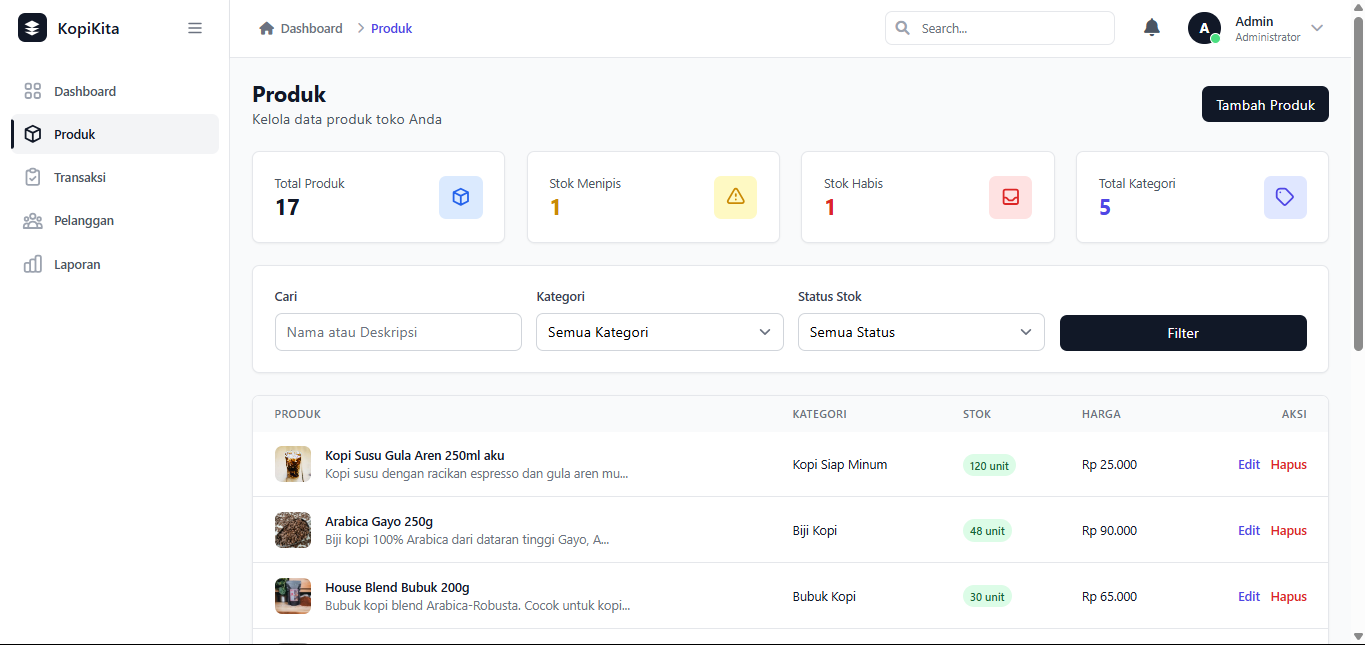 KopiKita
Dashboard
Produk
Transaksi
Pelanggan
Laporan
Dashboard > Produk
Search...
A
Admin
Administrator
Produk
Kelola data produk toko Anda
Tambah Produk
Total Produk
17
Stok Menipis
1
Stok Habis
1
Total Kategori
5
Cari
Nama atau Deskripsi
Kategori
Semua Kategori
Status Stok
Semua Status
Filter
PRODUK KATEGORI STOK HARGA AKSI
Kopi Susu Gula Aren 250ml aku
Kopi susu dengan racikan espresso dan gula aren mu...
Kopi Siap Minum 120 unit Rp 25.000 Edit Hapus
Arabica Gayo 250g
Biji kopi 100% Arabica dari dataran tinggi Gayo, A...
Biji Kopi 48 unit Rp 90.000 Edit Hapus
House Blend Bubuk 200g
Bubuk kopi blend Arabica-Robusta. Cocok untuk kopi...
Bubuk Kopi 30 unit Rp 65.000 Edit Hapus